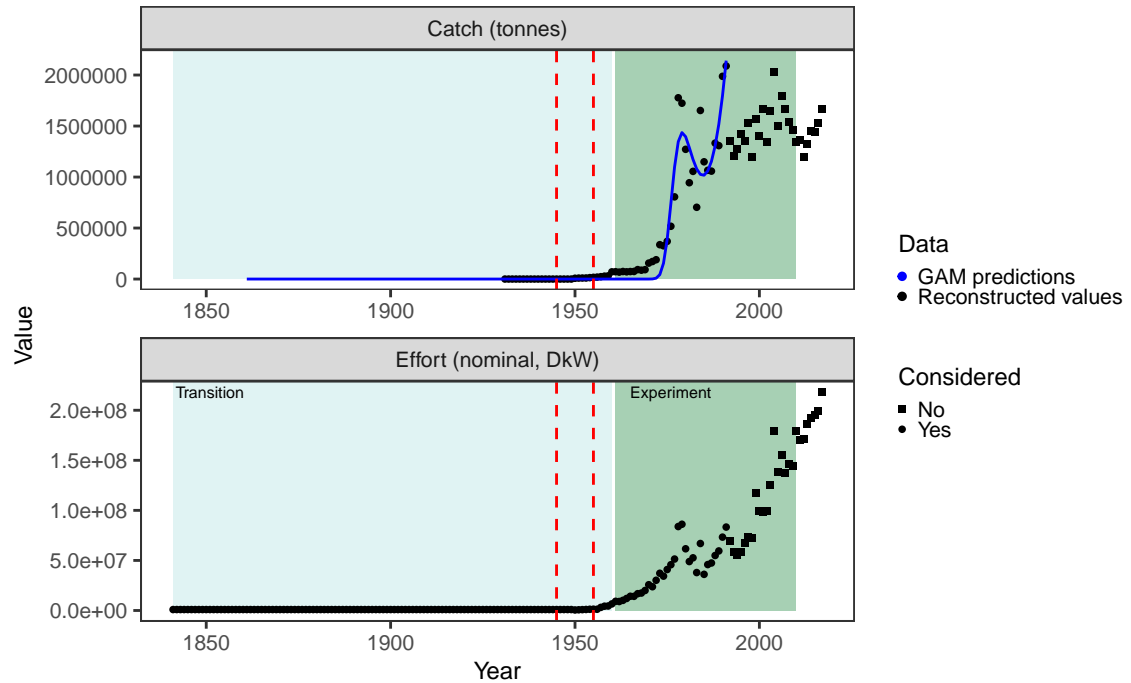 Catch (tonnes)
2000000
1500000
1000000
500000
0
1850
1900
1950
2000
Value
Effort (nominal, DkW)
Transition
Experiment
2.0e+08
1.5e+08
1.0e+08
5.0e+07
0.0e+00
1850
1900
1950
2000
Year
Data
GAM predictions
Reconstructed values
Considered
No
Yes